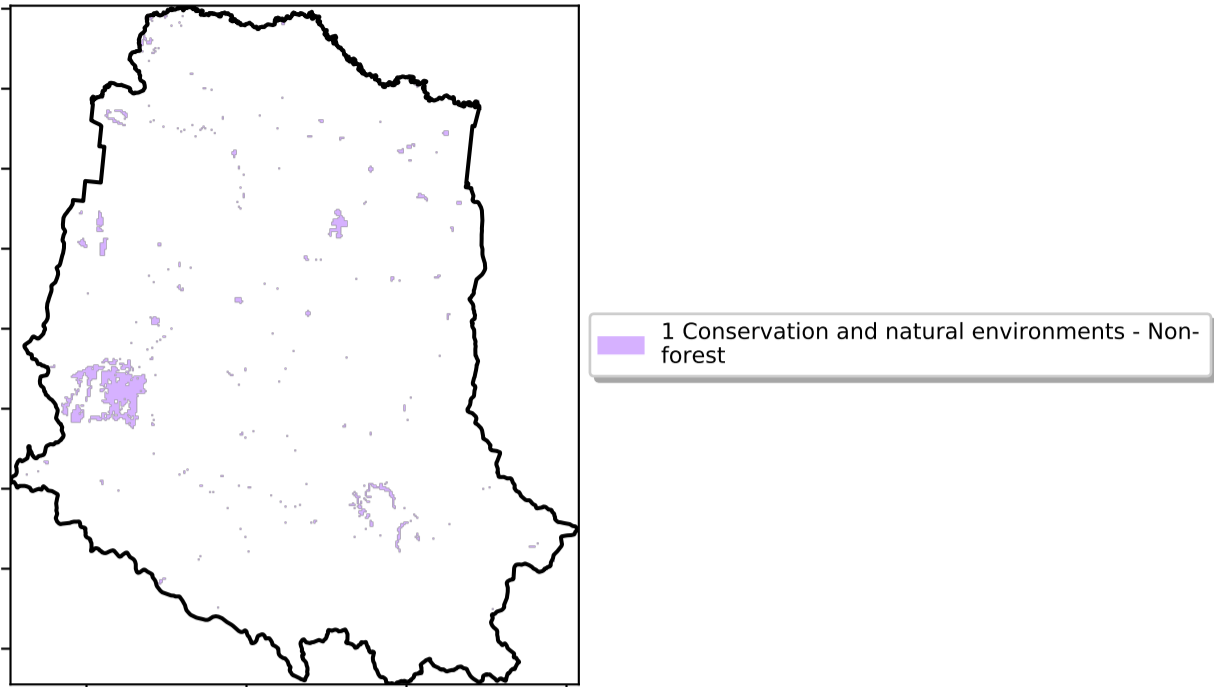 1 Conservation and natural environments - Non-
forest